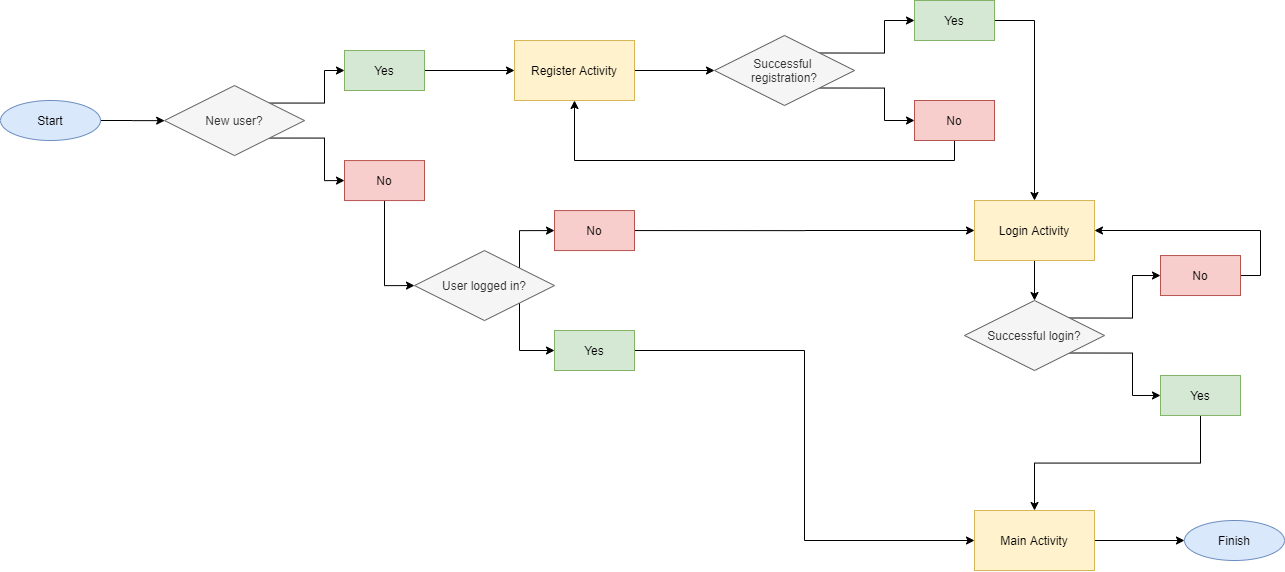 Yes
Successful
registration?
Yes
Register Activity
New user?
Start
No
No
No
Login Activity
User logged in?
No
Successful login?
Yes
Yes
Main Activity
Finish